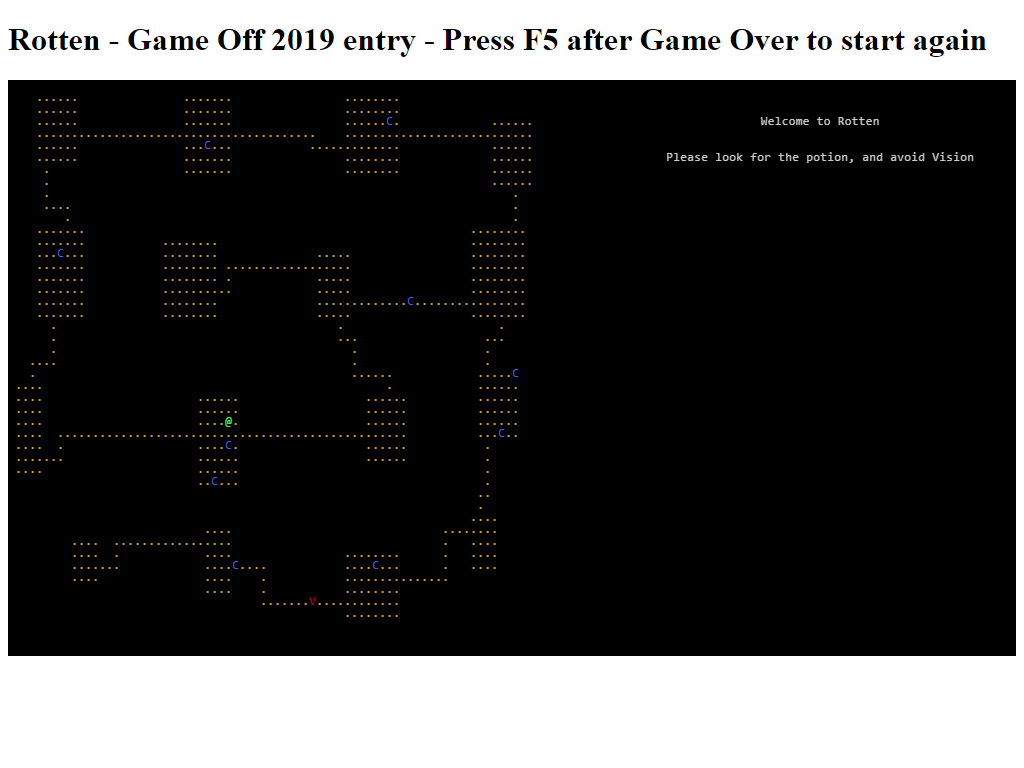 Rotten - Game Off 2019 entry - Press F5 after Game Over to start again
Welcome to Rotten
Please look for the potion, and avoid Vision
C
C
C
C
C
@
C
C
C
C
C
V